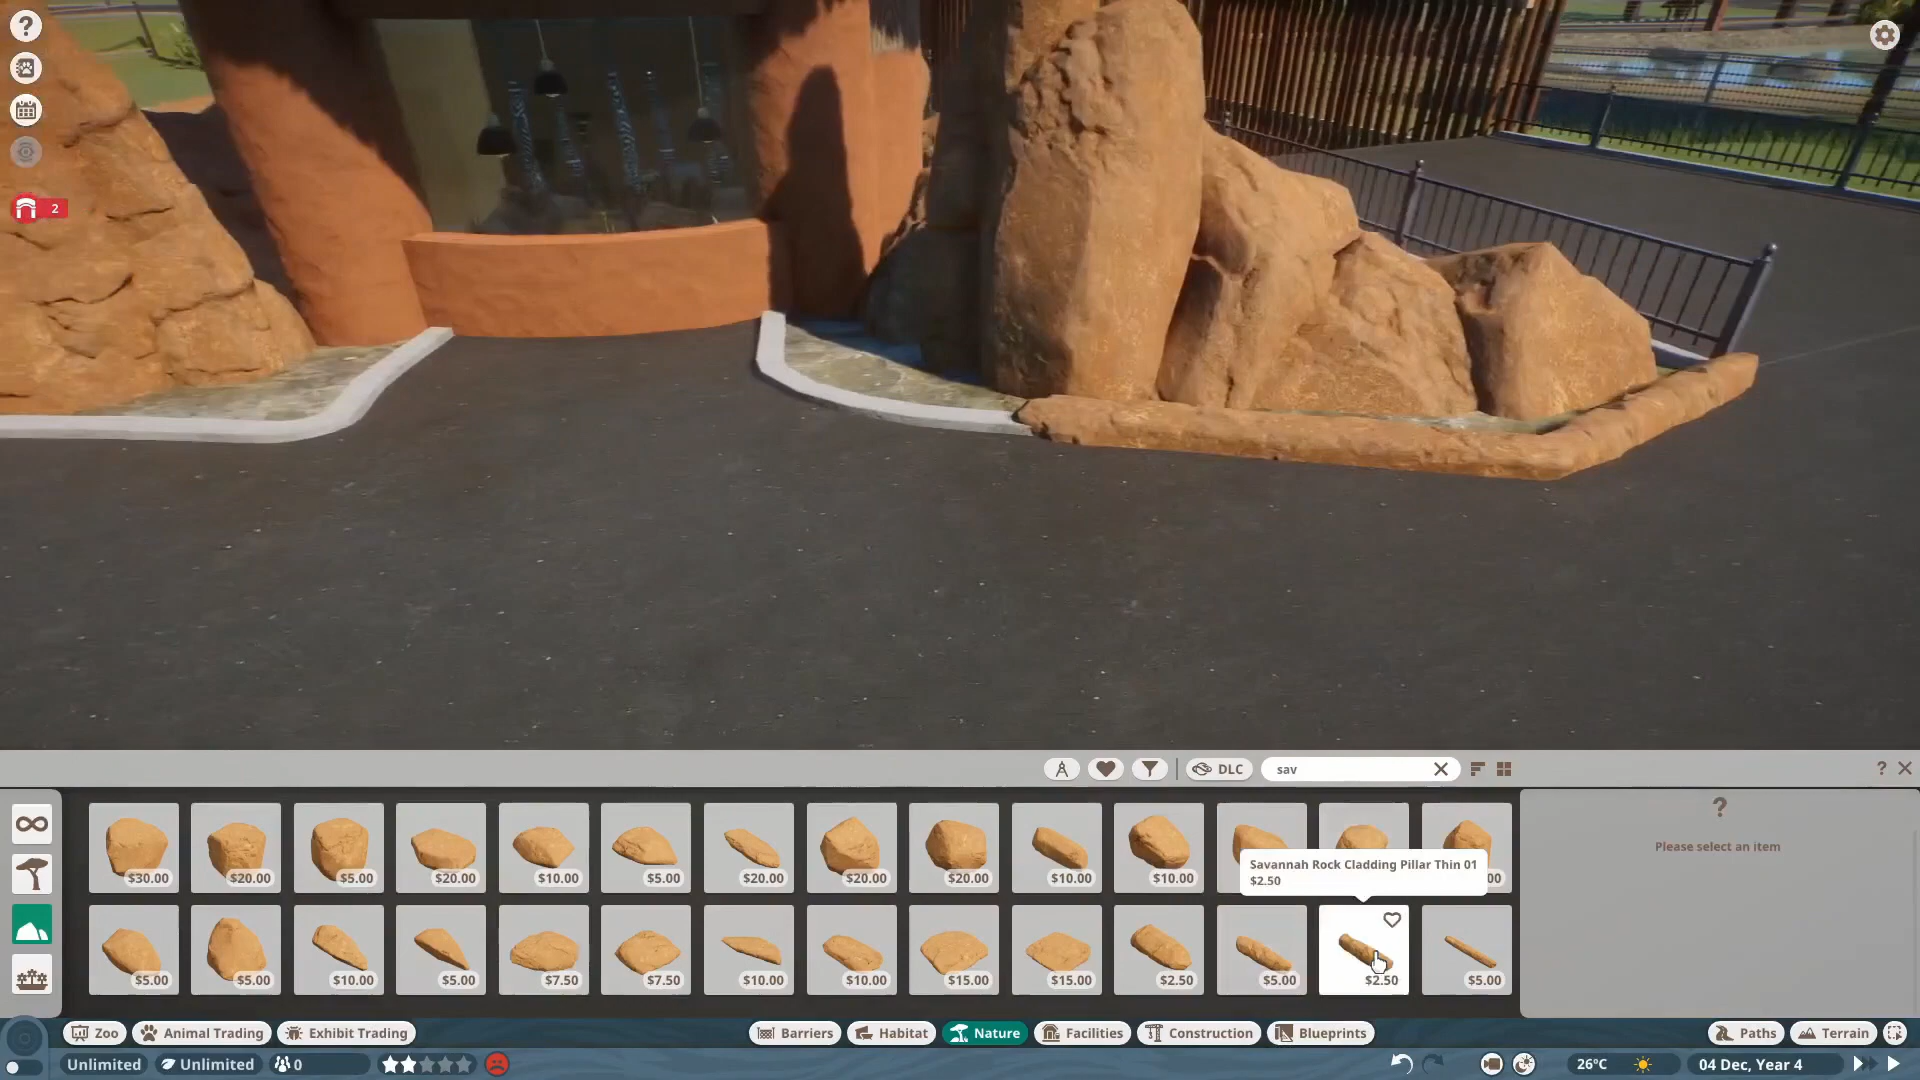 ?
2
DLC
sav
?
$30.00
$20.00
$5.00
$20.00
$10.00
$5.00
$20.00
$20.00
$20.00
$10.00
$10.00
Savannah Rock Cladding Pillar Thin 01
$2.50
$5.00
$5.00
$10.00
$5.00
$7.50
$7.50
$10.00
$10.00
$15.00
$15.00
$2.50
$5.00
$2.50
$5.00
?
Please select an item
Zoo
Animal Trading
Exhibit Trading
Barriers
Habitat
Nature
Facilities
Construction
Blueprints
Paths
Terrain
Unlimited
Unlimited
0
26°C
04 Dec, Year 4